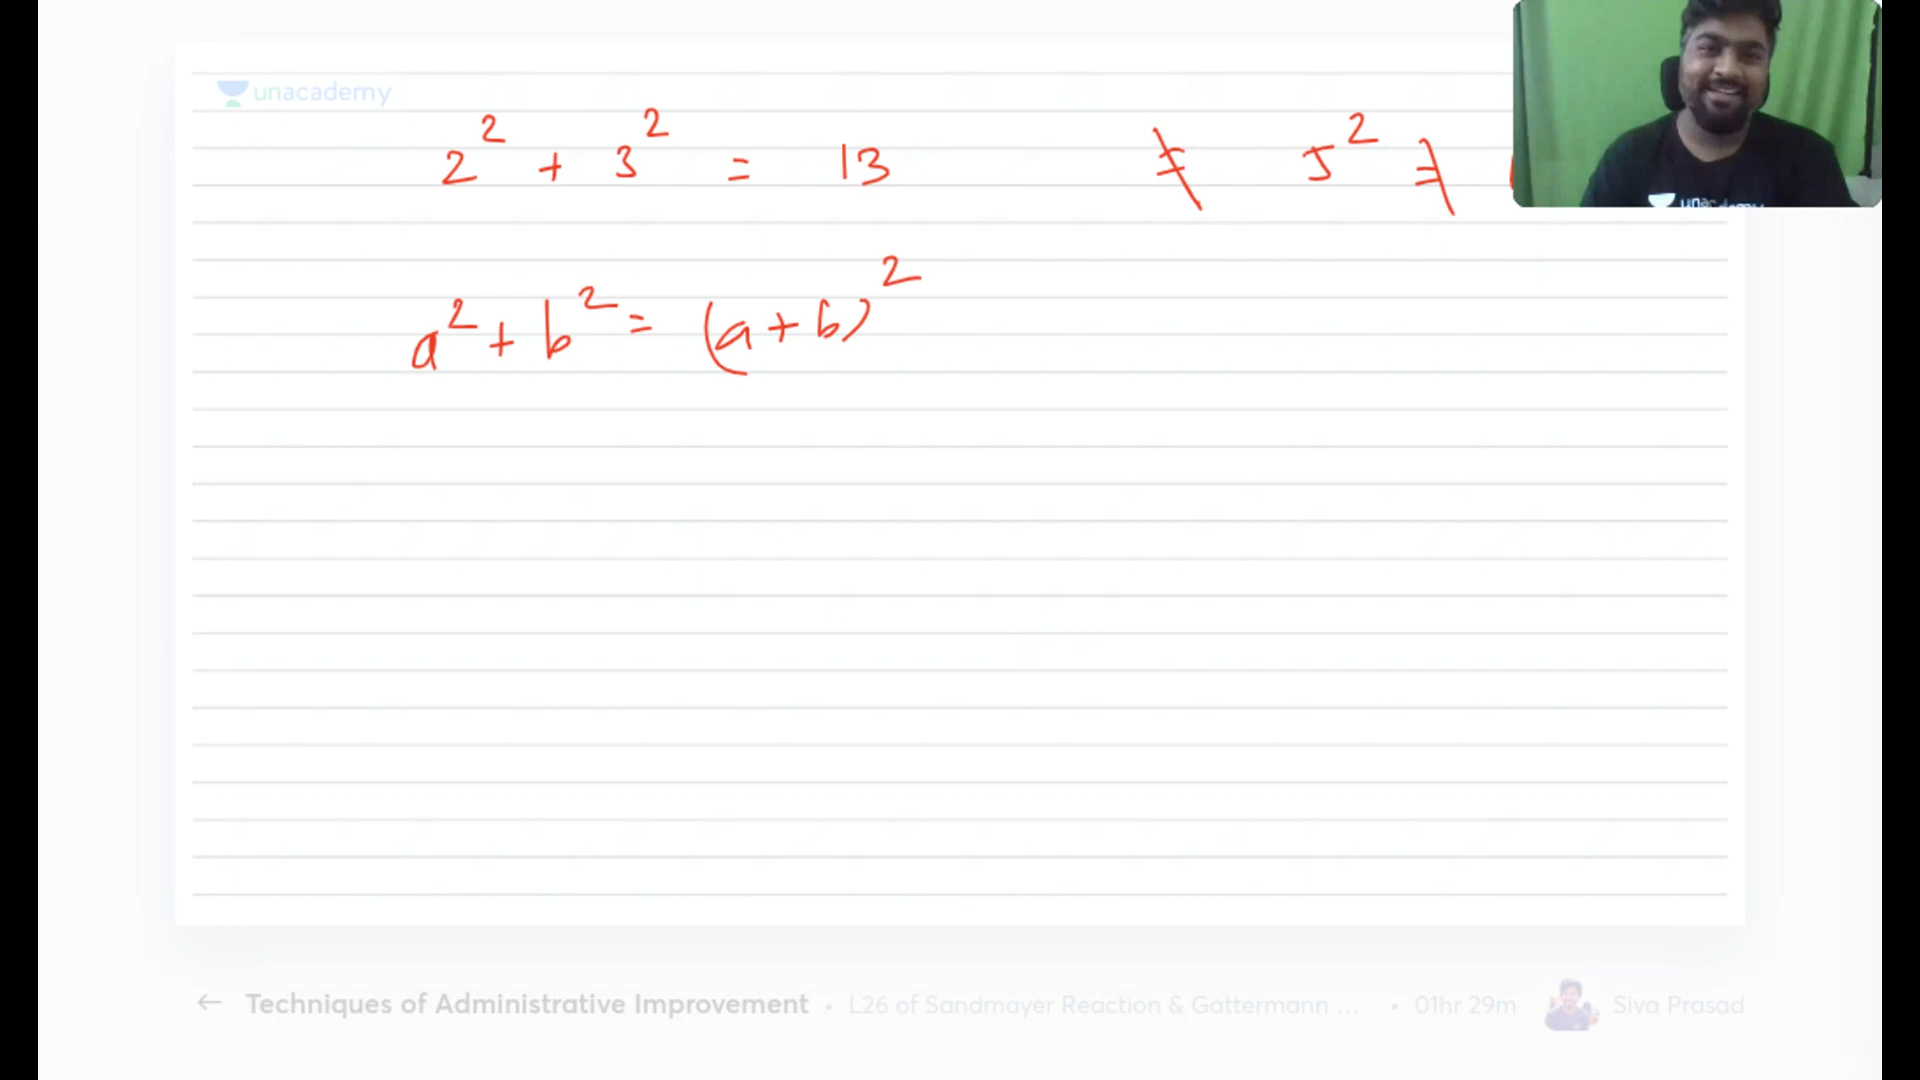 unacademy
2² + 3² = 13 ≠ 5² ≠
a² + b² = (a + b)²
unacademy
← Techniques of Administrative Improvement • L26 of Sandmayer Reaction & Gattermann ... • 01hr 29m Siva Prasad